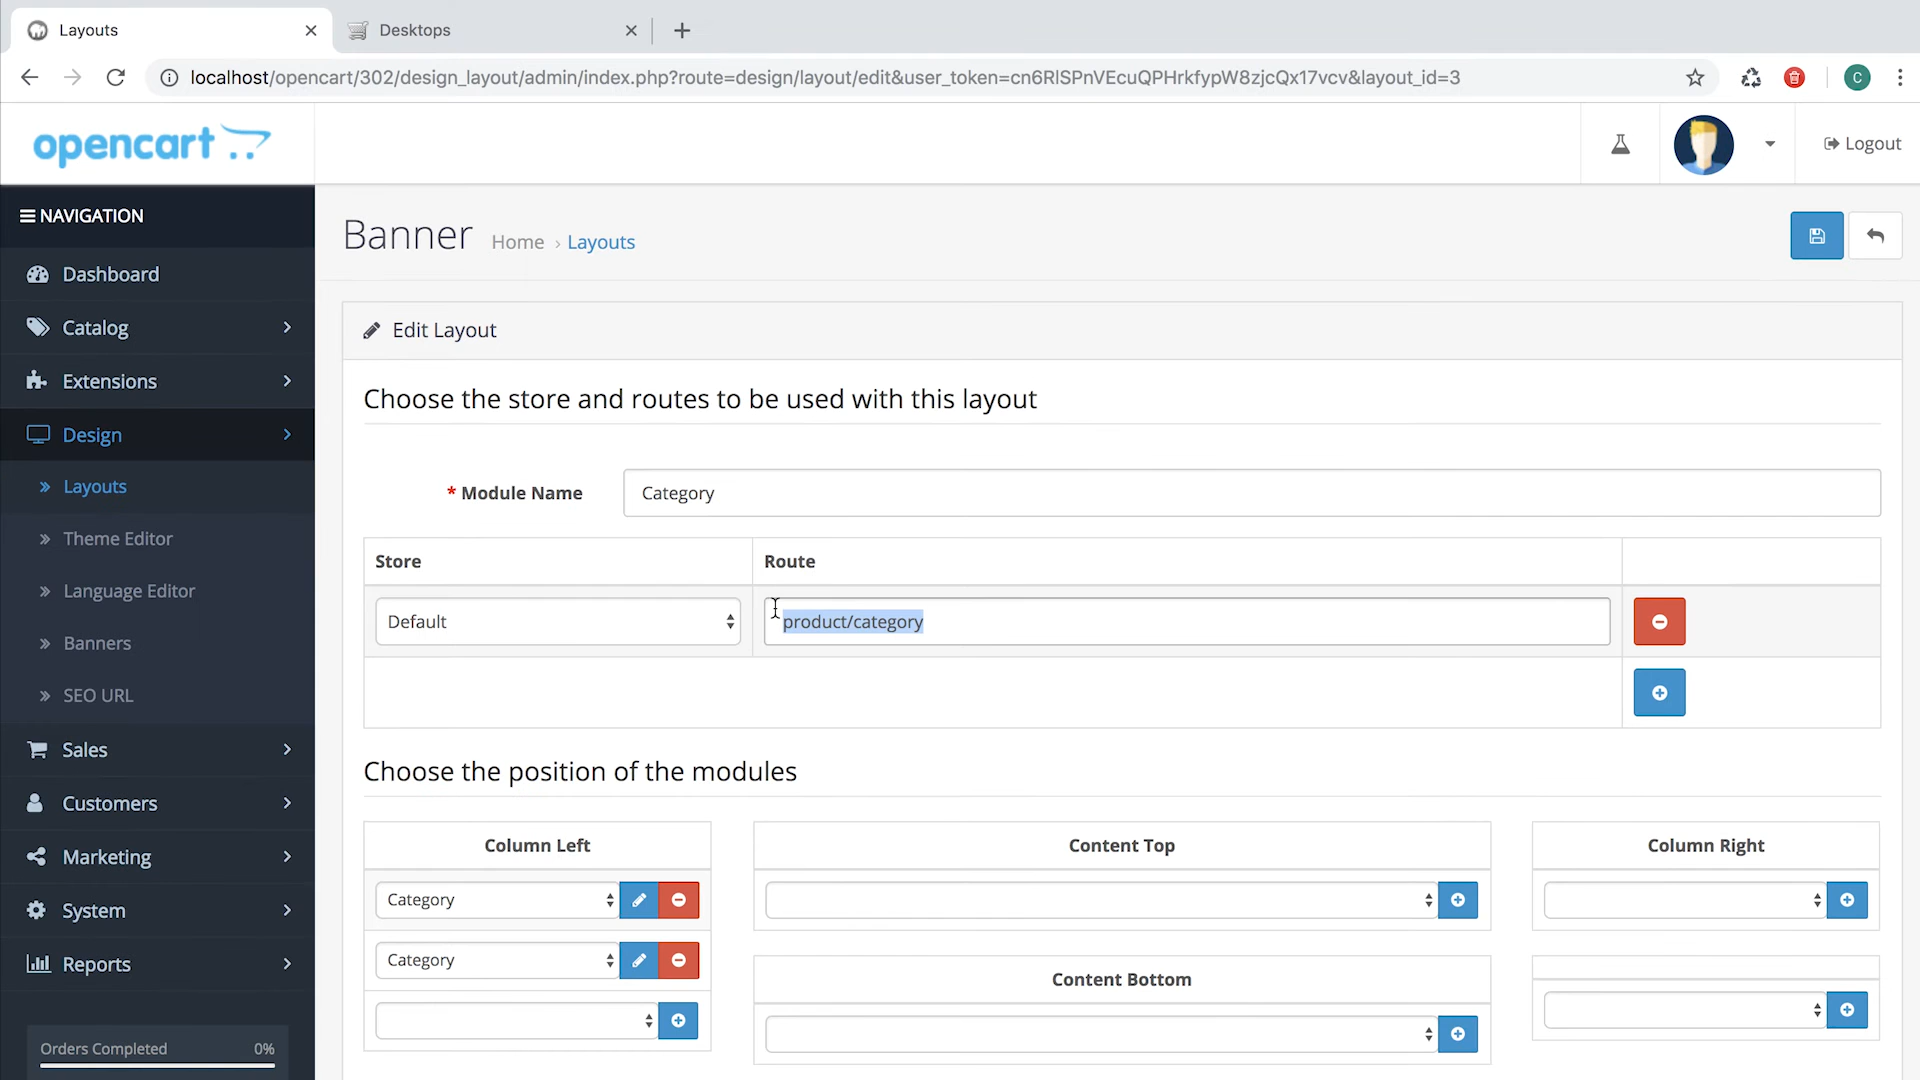 Layouts
Desktops
localhost/opencart/302/design_layout/admin/index.php?route=design/layout/edit&user_token=cn6RlSPnVEcuQPHrkfypW8zjcQx17vcv&layout_id=3
C
opencart
Logout
NAVIGATION
Dashboard
Catalog
Extensions
Design
Layouts
Theme Editor
Language Editor
Banners
SEO URL
Sales
Customers
Marketing
System
Reports
Orders Completed 0%
Banner Home › Layouts
Edit Layout
Choose the store and routes to be used with this layout
* Module Name Category
Store Route
Default product/category
Choose the position of the modules
Column Left Content Top Column Right
Category
Category
Content Bottom